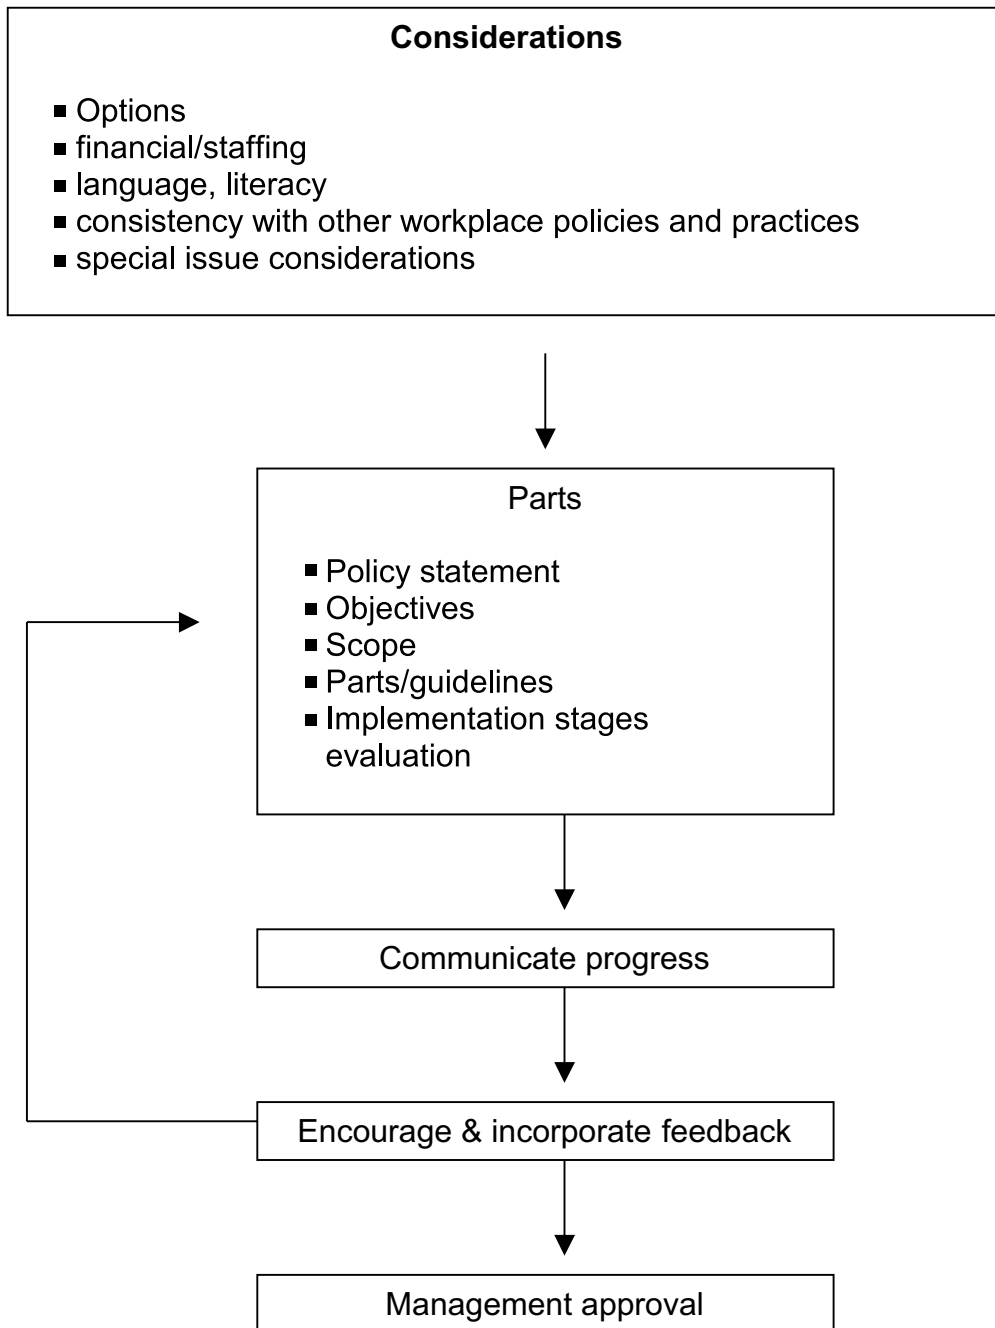 Considerations
▪ Options
▪ financial/staffing
▪ language, literacy
▪ consistency with other workplace policies and practices
▪ special issue considerations
Parts
▪ Policy statement
▪ Objectives
▪ Scope
▪ Parts/guidelines
▪ Implementation stages
evaluation
Communicate progress
Encourage & incorporate feedback
Management approval